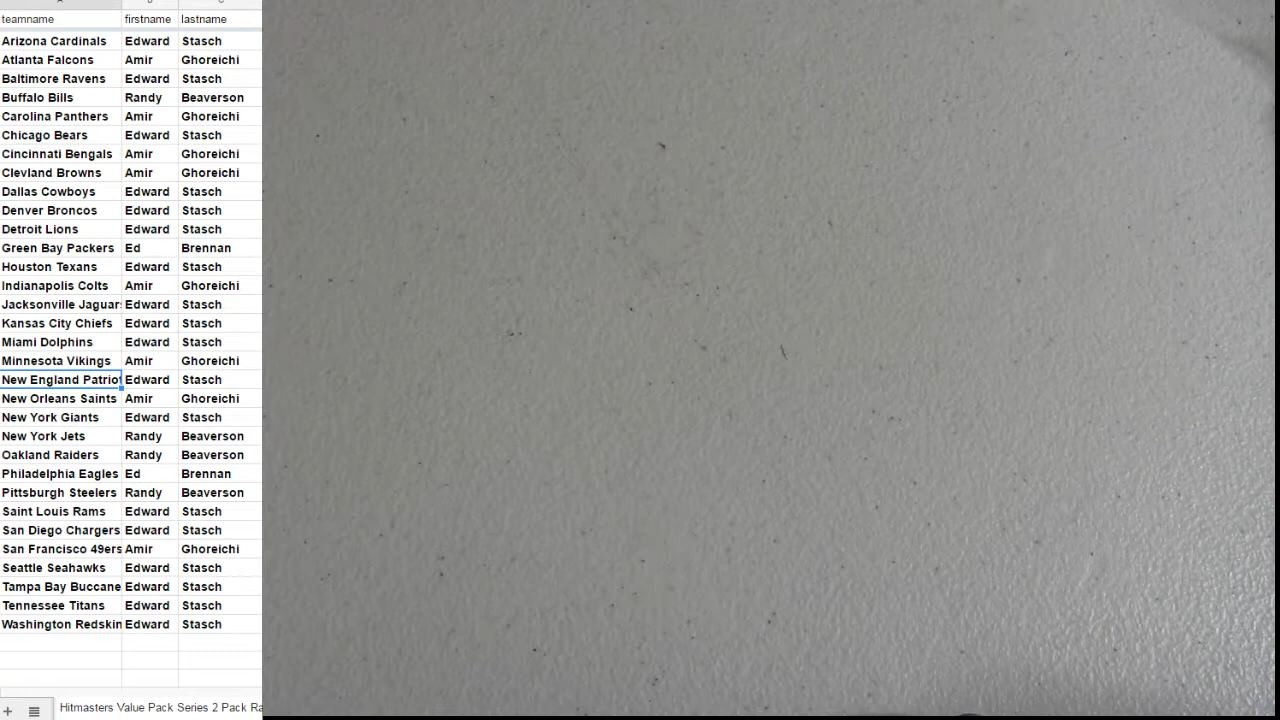 teamname firstname lastname
Arizona Cardinals Edward Stasch
Atlanta Falcons Amir Ghoreichi
Baltimore Ravens Edward Stasch
Buffalo Bills Randy Beaverson
Carolina Panthers Amir Ghoreichi
Chicago Bears Edward Stasch
Cincinnati Bengals Amir Ghoreichi
Clevland Browns Amir Ghoreichi
Dallas Cowboys Edward Stasch
Denver Broncos Edward Stasch
Detroit Lions Edward Stasch
Green Bay Packers Ed Brennan
Houston Texans Edward Stasch
Indianapolis Colts Amir Ghoreichi
Jacksonville Jaguar Edward Stasch
Kansas City Chiefs Edward Stasch
Miami Dolphins Edward Stasch
Minnesota Vikings Amir Ghoreichi
New England Patriot Edward Stasch
New Orleans Saints Amir Ghoreichi
New York Giants Edward Stasch
New York Jets Randy Beaverson
Oakland Raiders Randy Beaverson
Philadelphia Eagles Ed Brennan
Pittsburgh Steelers Randy Beaverson
Saint Louis Rams Edward Stasch
San Diego Chargers Edward Stasch
San Francisco 49ers Amir Ghoreichi
Seattle Seahawks Edward Stasch
Tampa Bay Buccane Edward Stasch
Tennessee Titans Edward Stasch
Washington Redskin Edward Stasch
Hitmasters Value Pack Series 2 Pack Ra